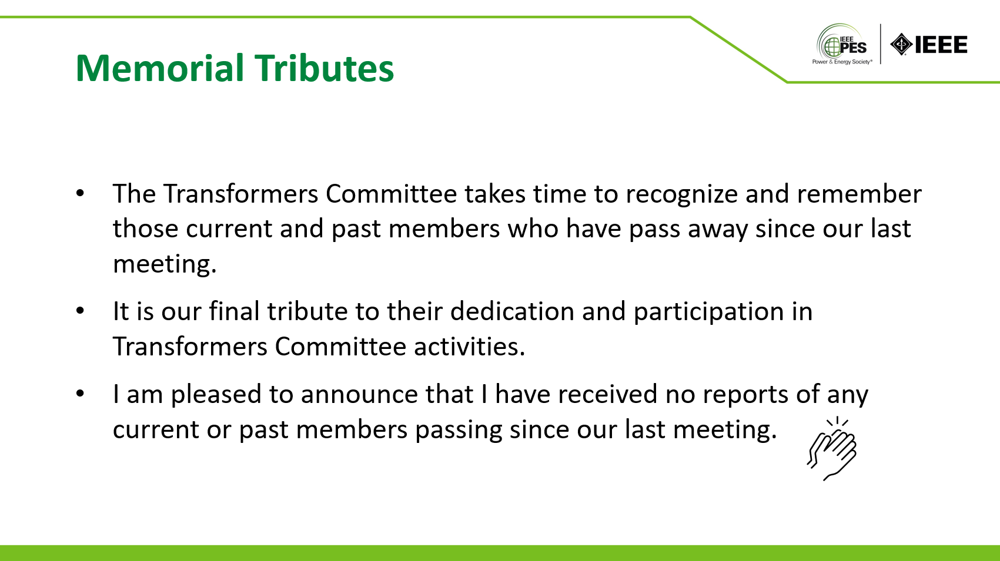 Memorial Tributes
IEEE
PES
Power & Energy Society®
IEEE
• The Transformers Committee takes time to recognize and remember
those current and past members who have pass away since our last
meeting.
• It is our final tribute to their dedication and participation in
Transformers Committee activities.
• I am pleased to announce that I have received no reports of any
current or past members passing since our last meeting.